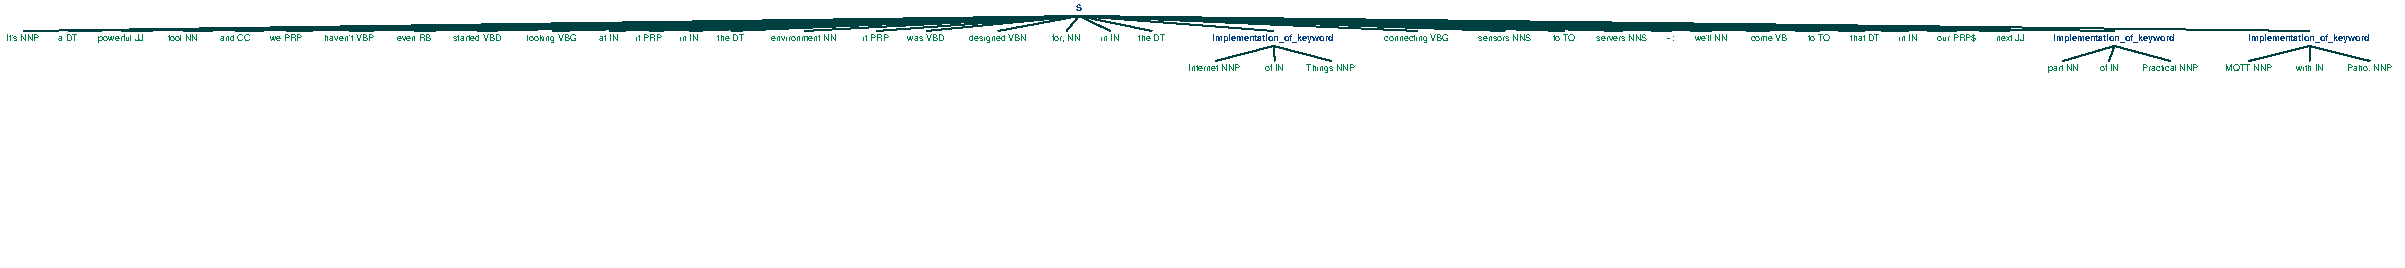 S
It's NNP a DT powerful JJ tool NN and CC we PRP haven't VBP even RB started VBD looking VBG at IN it PRP in IN the DT environment NN it PRP was VBD designed VBN for, NN in IN the DT Implementation_of_keyword connecting VBG sensors NNS to TO servers NNS - : we'll NN come VB to TO that DT in IN our PRP$ next JJ Implementation_of_keyword Implementation_of_keyword
Internet NNP of IN Things NNP part NN of IN Practical NNP MQTT NNP with IN Paho. NNP